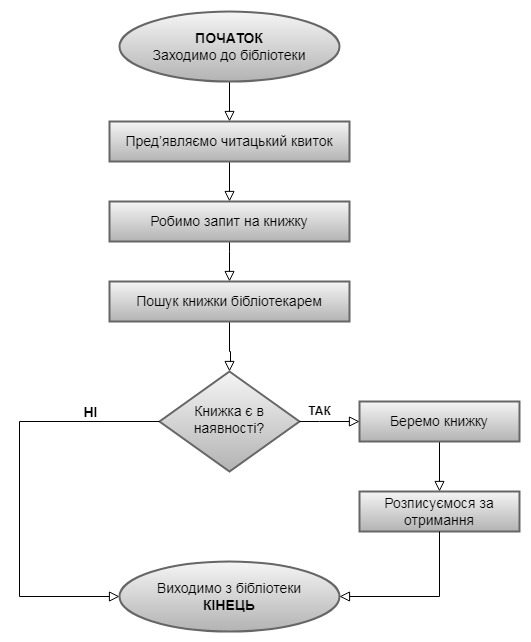 ПОЧАТОК
Заходимо до бібліотеки
Пред’являємо читацький квиток
Робимо запит на книжку
Пошук книжки бібліотекарем
Книжка є в
наявності?
НІ
ТАК
Беремо книжку
Розписуємося за
отримання
Виходимо з бібліотеки
КІНЕЦЬ